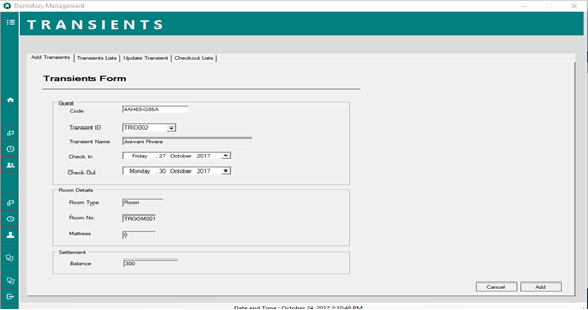 Dormitory Management
TRANSIENTS
Add Transients Transients Lists Update Transient Checkout Lists
Transients Form
Guest
Code 4AH65-G86A
Transient ID TRID002
Transient Name Joevani Rivera
Check In Friday , 27 October 2017
Check Out Monday , 30 October 2017
Room Details
Room Type Room
Room No. TROOM001
Mattress 0
Settlement
Balance 300
Cancel Add
Date end Time : October 24, 2017 2:10:48 PM